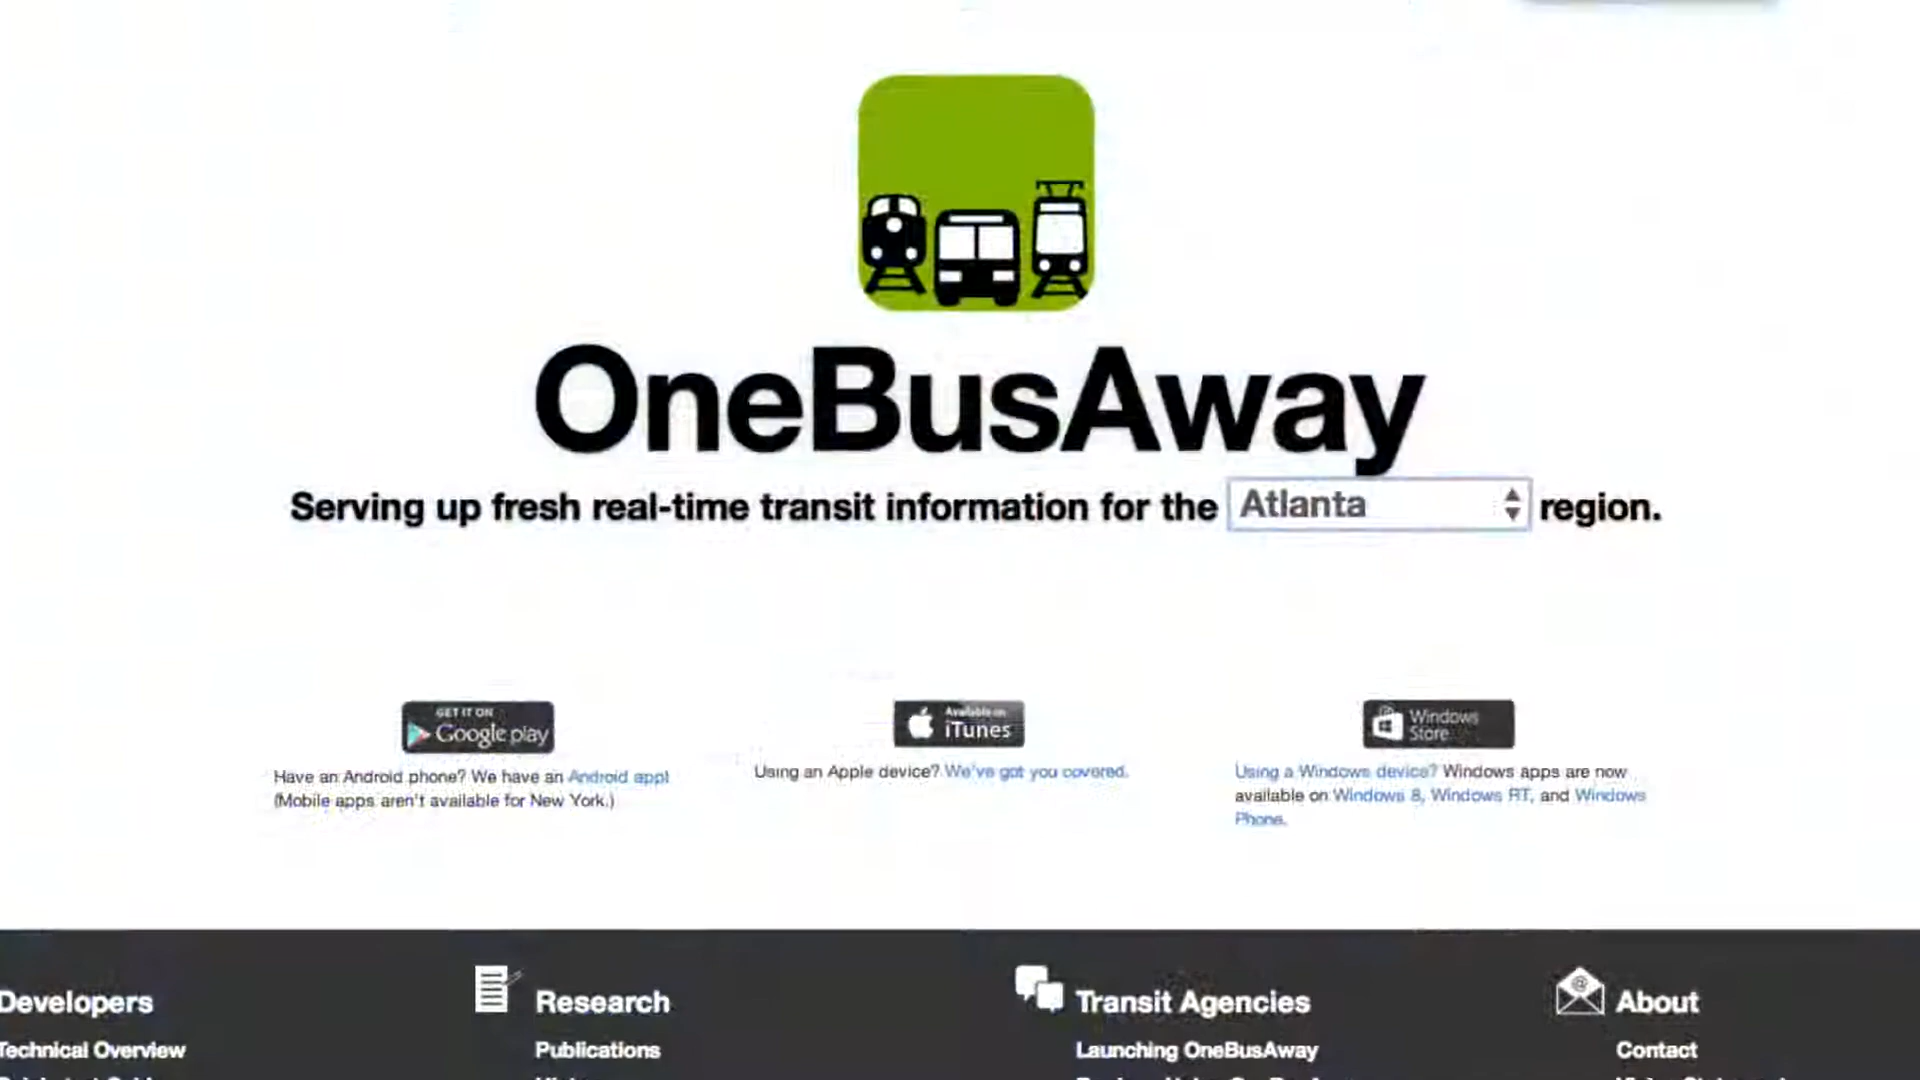 OneBusAway
Serving up fresh real-time transit information for the Atlanta region.
GET IT ON
Google play
Have an Android phone? We have an Android app!
(Mobile apps aren't available for New York.)
Available on
iTunes
Using an Apple device? We've got you covered.
Windows
Store
Using a Windows device? Windows apps are now
available on Windows 8, Windows RT, and Windows
Phone.
Developers
Technical Overview
Research
Publications
Transit Agencies
Launching OneBusAway
About
Contact